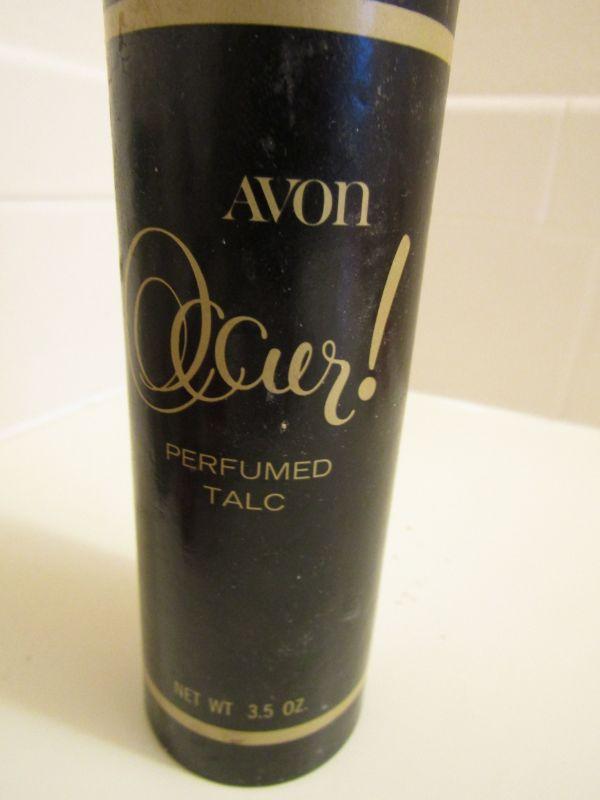 AVON
Occur!
PERFUMED
TALC
NET WT 3.5 OZ.